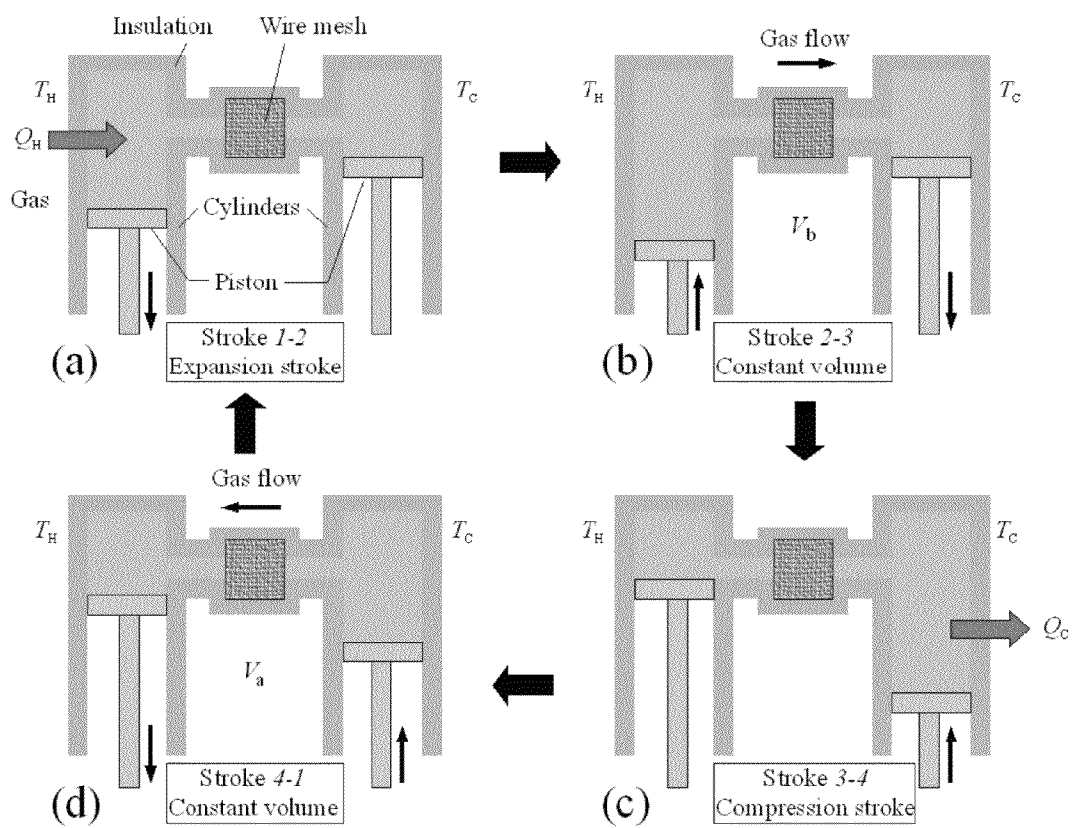 Insulation
Wire mesh
T_H
T_C
Q_H
Gas
Cylinders
Piston
Stroke 1-2
Expansion stroke
(a)
Gas flow
T_H
T_C
V_b
Stroke 2-3
Constant volume
(b)
Gas flow
T_H
T_C
V_a
Stroke 4-1
Constant volume
(d)
T_H
T_C
Q_C
Stroke 3-4
Compression stroke
(c)